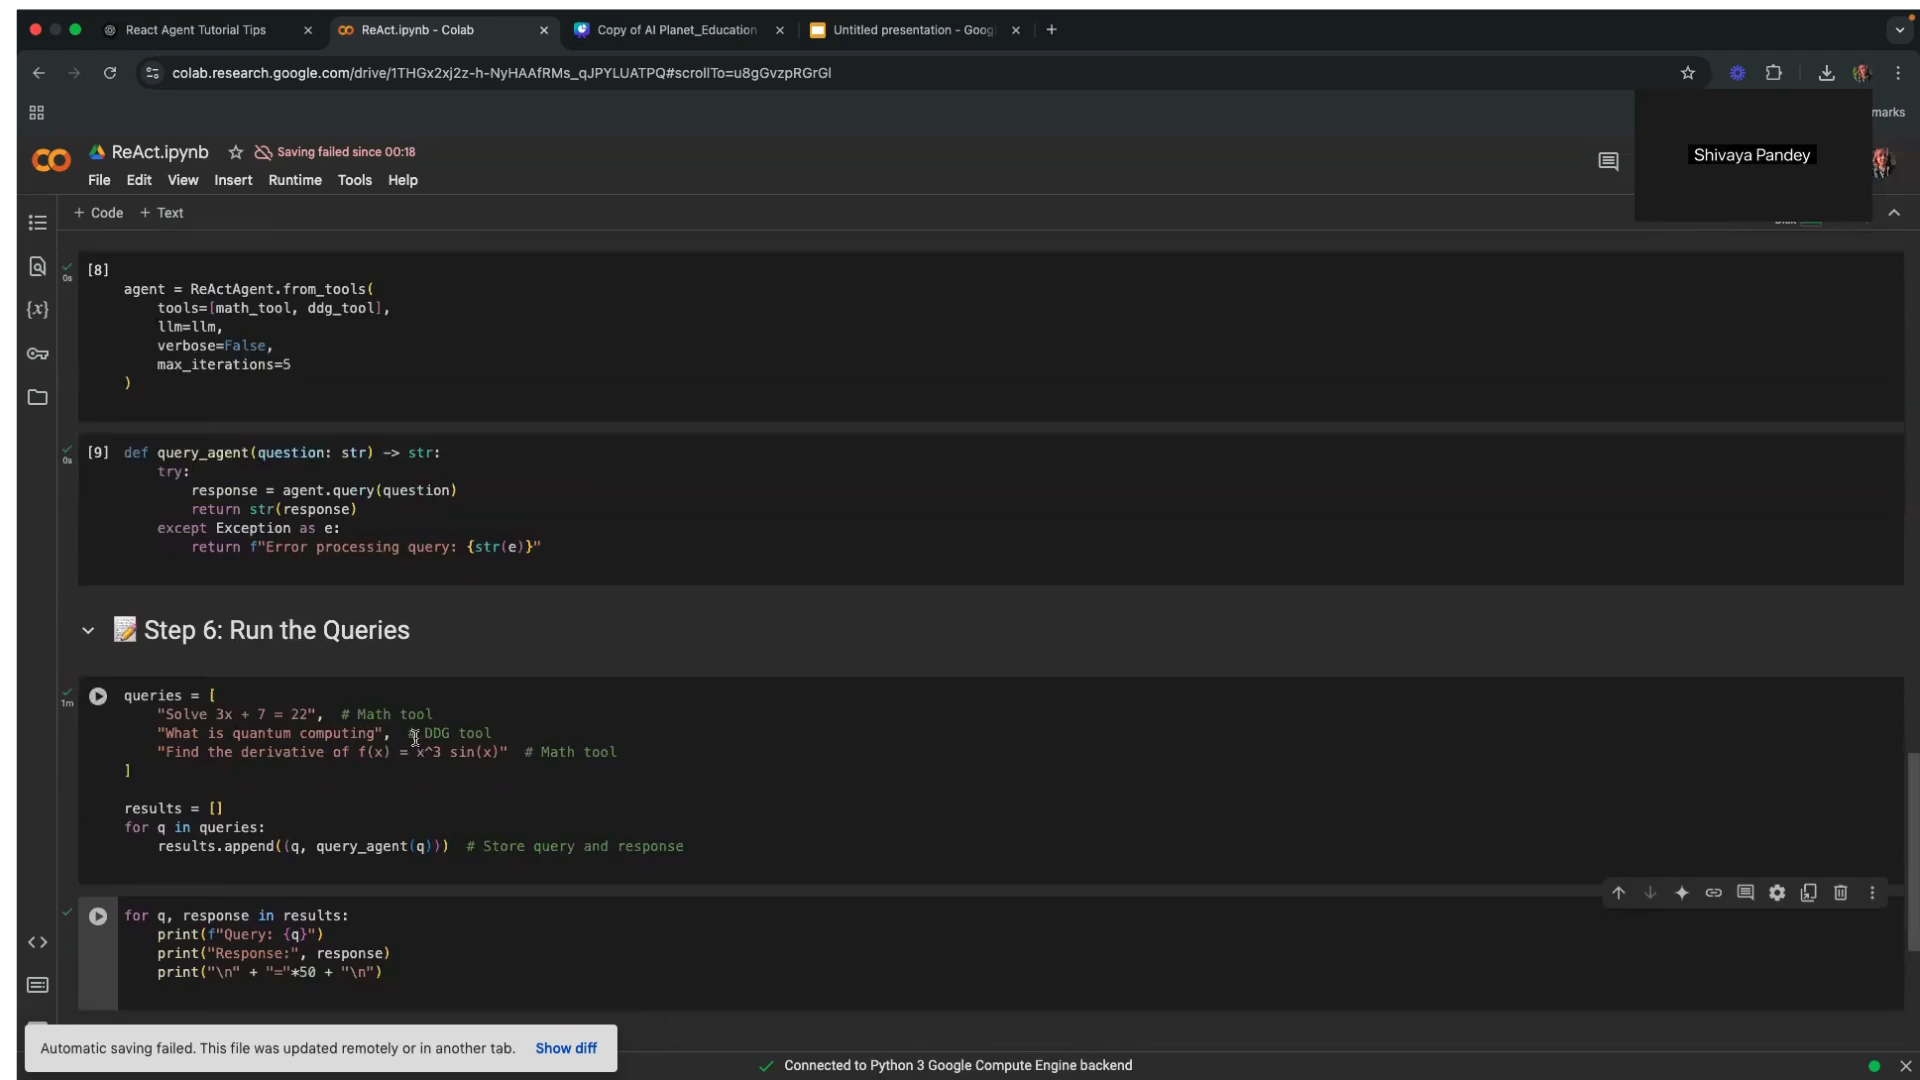 React Agent Tutorial Tips
ReAct.ipynb - Colab
Copy of AI Planet_Education
Untitled presentation - Goog
colab.research.google.com/drive/1THGx2xj2z-h-NyHAAfRMs_qJPYLUATPQ#scrollTo=u8gGvzpRGrGl
marks
ReAct.ipynb
Saving failed since 00:18
Shivaya Pandey
File Edit View Insert Runtime Tools Help
+ Code + Text
[8]
0s
agent = ReActAgent.from_tools(
tools=[math_tool, ddg_tool],
llm=llm,
verbose=False,
max_iterations=5
)
[9] def query_agent(question: str) -> str:
0s
try:
response = agent.query(question)
return str(response)
except Exception as e:
return f"Error processing query: {str(e)}"
Step 6: Run the Queries
1m
queries = [
"Solve 3x + 7 = 22", # Math tool
"What is quantum computing", # DDG tool
"Find the derivative of f(x) = x^3 sin(x)" # Math tool
]
results = []
for q in queries:
results.append((q, query_agent(q))) # Store query and response
for q, response in results:
print(f"Query: {q}")
print("Response:", response)
print("\n" + "="*50 + "\n")
Automatic saving failed. This file was updated remotely or in another tab. Show diff
Connected to Python 3 Google Compute Engine backend